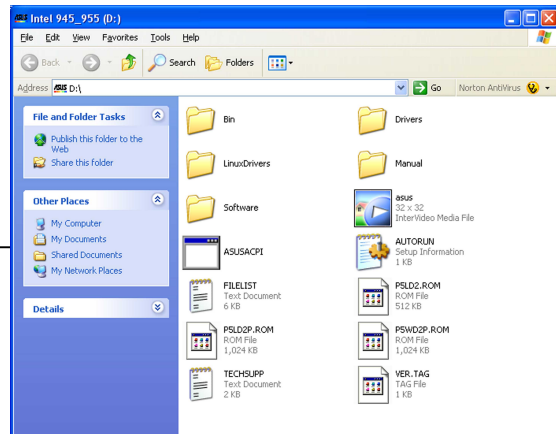 Intel 945_955 (D:)
File Edit View Favorites Tools Help
Back Search Folders
Address D:\ Go Norton AntiVirus
File and Folder Tasks
Publish this folder to the
Web
Share this folder
Other Places
My Computer
My Documents
Shared Documents
My Network Places
Details
Bin
Drivers
LinuxDrivers
Manual
Software
asus
32 x 32
InterVideo Media File
ASUSACPI
AUTORUN
Setup Information
1 KB
FILELIST
Text Document
6 KB
P5LD2.ROM
ROM File
512 KB
P5LD2P.ROM
ROM File
1,024 KB
P5WD2P.ROM
ROM File
1,024 KB
TECHSUPP
Text Document
2 KB
VER.TAG
TAG File
1 KB